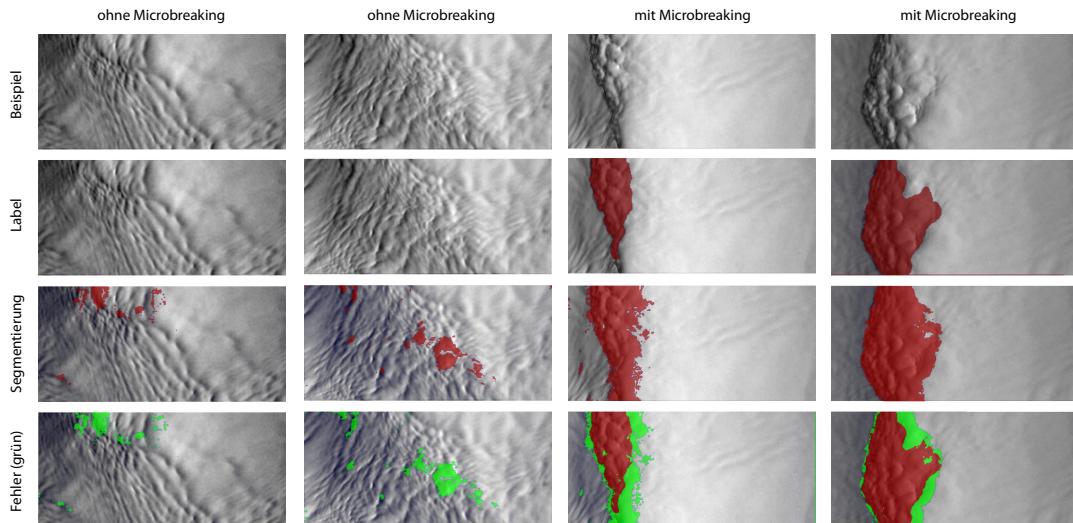 ohne Microbreaking
ohne Microbreaking
mit Microbreaking
mit Microbreaking
Beispiel
Label
Segmentierung
Fehler (grün)